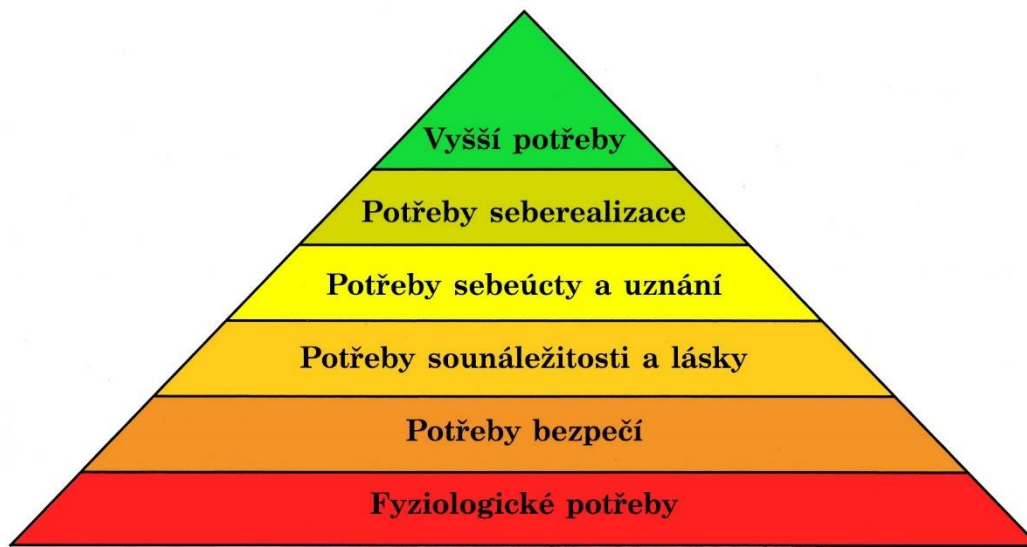 Vyšší potřeby
Potřeby seberealizace
Potřeby sebeúcty a uznání
Potřeby sounáležitosti a lásky
Potřeby bezpečí
Fyziologické potřeby